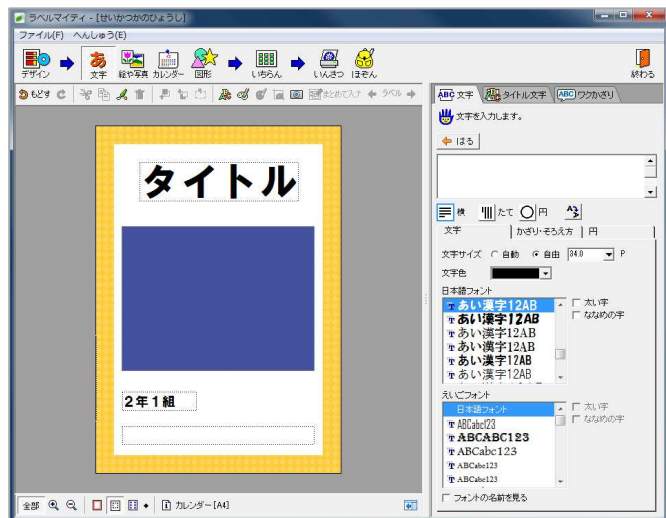 ラベルマイティ - [せいかつかのひょうし]
ファイル(F) へんしゅう(E)
デザイン 文字 絵や写真 カレンダー 図形 いちらん いんさつ ほぞん 終わる
もどす まとめて入力 ラベル
ABC 文字 タイトル文字 ABC ワクかざり
文字を入力します。
はる
横 たて 円
文字 かざり・そろえ方 円
文字サイズ 自動 自由 34.0 P
文字色
日本語フォント
あい漢字12AB 太い字
あい漢字12AB ななめの字
あい漢字12AB
あい漢字12AB
あい漢字12AB
あい漢字12AB
えいごフォント
日本語フォント 太い字
ABCabc123 ななめの字
ABCABC123
ABCabc123
ABCabc123
ABCabc123
フォントの名前を見る
タイトル
2年1組
全部 カレンダー[A4]